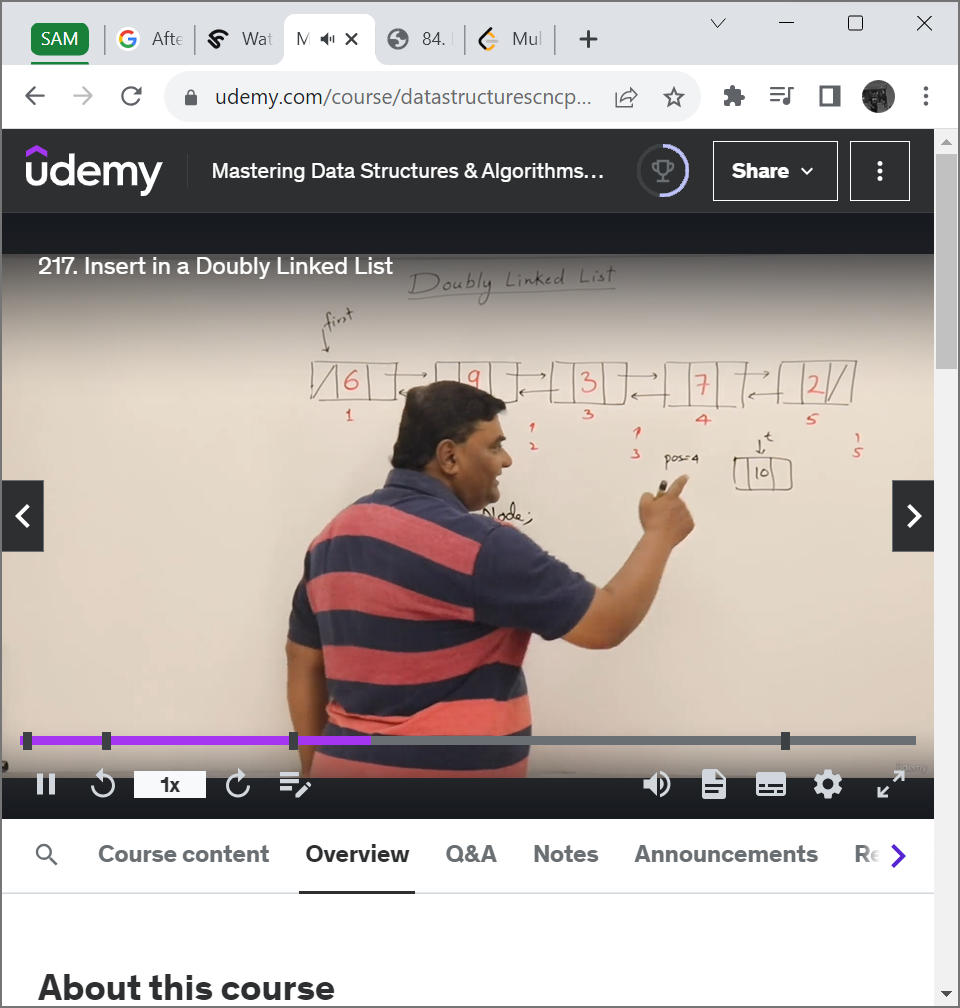 SAM
Afte
Wat
M
84.
Mul
udemy.com/course/datastructurescncp...
ûdemy
Mastering Data Structures & Algorithms...
Share
217. Insert in a Doubly Linked List
Doubly Linked List
first
6 9 3 7 2
1 3 4 5
1 1 1
2 3 5
pos=4
t
10
Node;
1x
udemy
Course content
Overview
Q&A
Notes
Announcements
Re
About this course